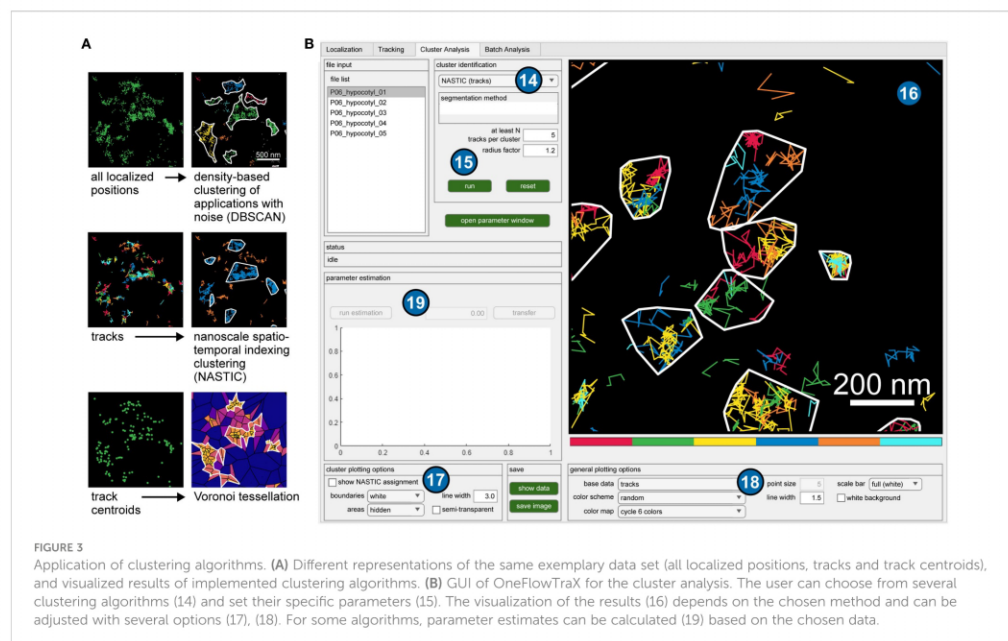 A
all localized
positions
density-based
clustering of
applications with
noise (DBSCAN)
500 nm
tracks
nanoscale spatio-
temporal indexing
clustering
(NASTIC)
track
centroids
Voronoi tessellation
B
Localization Tracking Cluster Analysis Batch Analysis
file input
file list
P06_hypocotyl_01
P06_hypocotyl_02
P06_hypocotyl_03
P06_hypocotyl_04
P06_hypocotyl_05
cluster identification
NASTIC (tracks)
14
segmentation method
at least N
tracks per cluster 5
radius factor 1.2
15
run reset
open parameter window
status
idle
parameter estimation
19
run estimation 0.00 transfer
1
0.8
0.6
0.4
0.2
0
0 0.2 0.4 0.6 0.8 1
16
200 nm
cluster plotting options
17
show NASTIC assignment
boundaries white line width 3.0
areas hidden semi-transparent
save
show data
save image
general plotting options
18
base data tracks point size 5 scale bar full (white)
color scheme random line width 1.5 white background
color map cycle 6 colors
FIGURE 3
Application of clustering algorithms. (A) Different representations of the same exemplary data set (all localized positions, tracks and track centroids),
and visualized results of implemented clustering algorithms. (B) GUI of OneFlowTraX for the cluster analysis. The user can choose from several
clustering algorithms (14) and set their specific parameters (15). The visualization of the results (16) depends on the chosen method and can be
adjusted with several options (17), (18). For some algorithms, parameter estimates can be calculated (19) based on the chosen data.